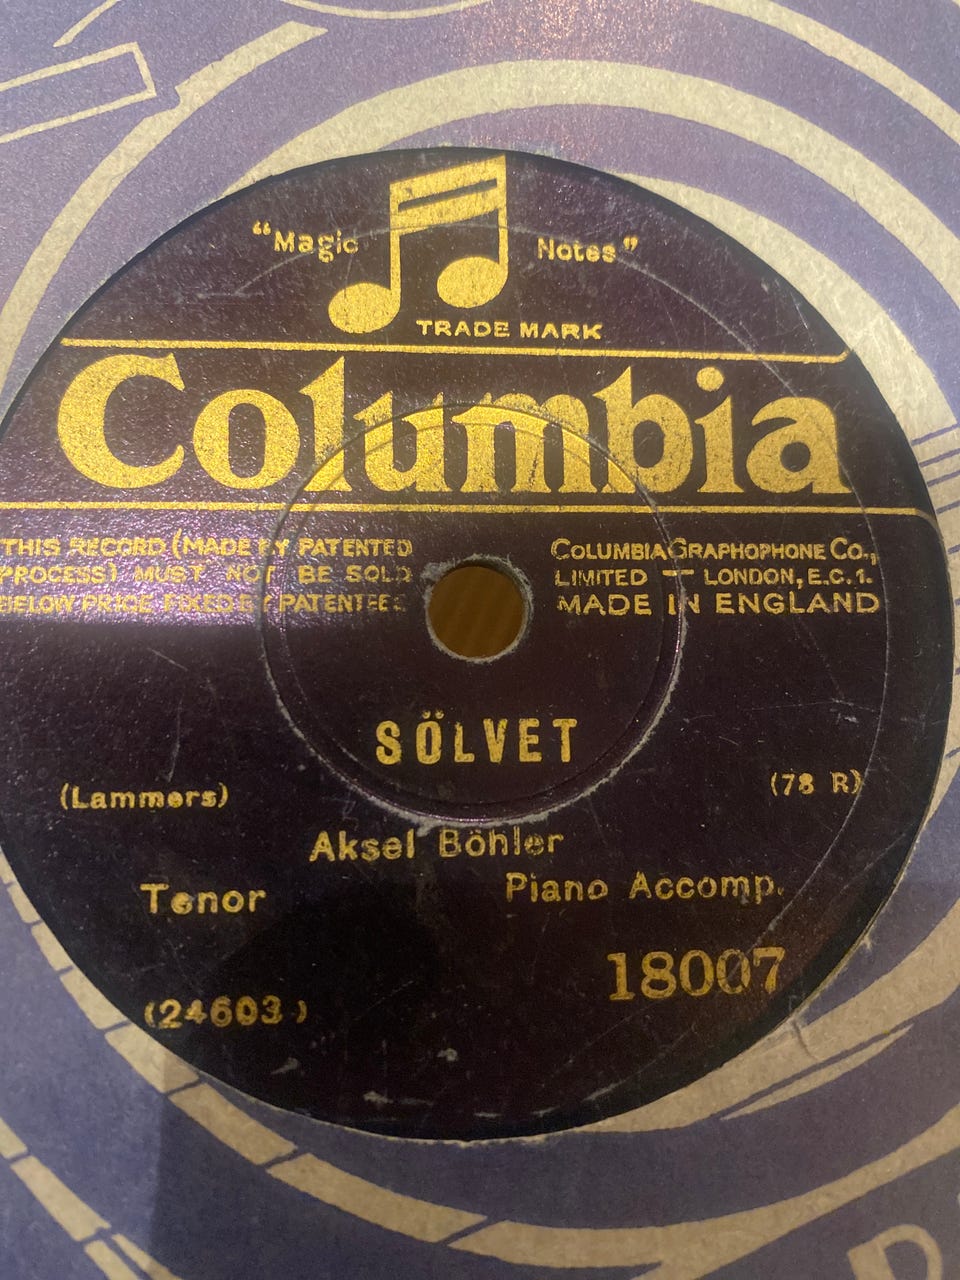 "Magic Notes"
TRADE MARK
Columbia
THIS RECORD (MADE BY PATENTED
PROCESS) MUST NOT BE SOLD
BELOW PRICE FIXED BY PATENTEES
COLUMBIA GRAPHOPHONE CO.,
LIMITED — LONDON, E.C.1.
MADE IN ENGLAND
SÖLVET
(Lammers)
(78 R)
Aksel Böhler
Tenor
Piano Accomp.
18007
(24603)